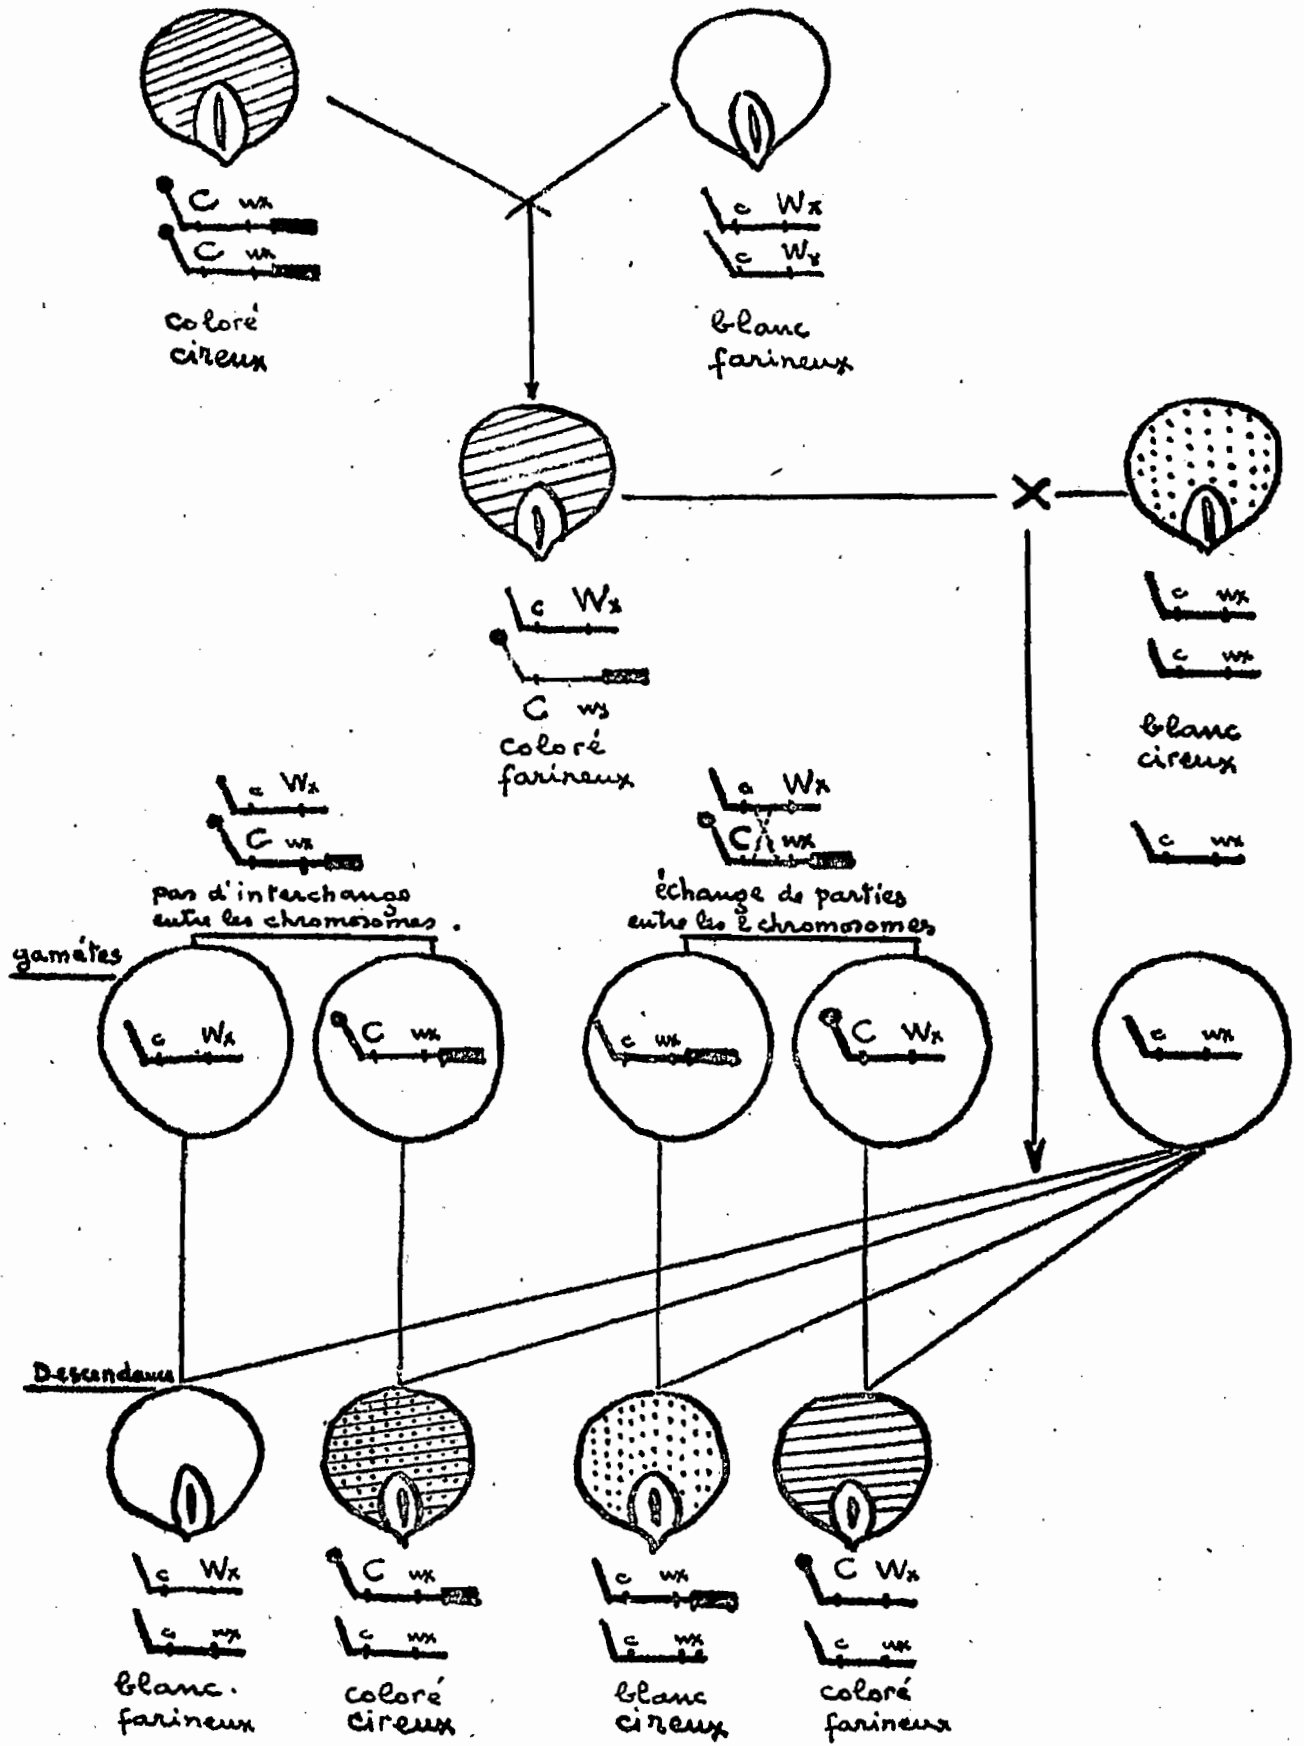 C wx
C wx
coloré
cireux
c Wx
c Wx
blanc
farineux
c Wx
C wx
coloré
farineux
c wx
c wx
blanc
cireux
c Wx
C wx
pas d'interchange
entre les chromosomes.
c Wx
C wx
échange de parties
entre les 2 chromosomes
c wx
gamétes
c Wx
C wx
c wx
C Wx
c wx
Descendance
c Wx
c wx
blanc.
farineux
C wx
c wx
coloré
cireux
c wx
c wx
blanc
cireux
C Wx
c wx
coloré
farineux